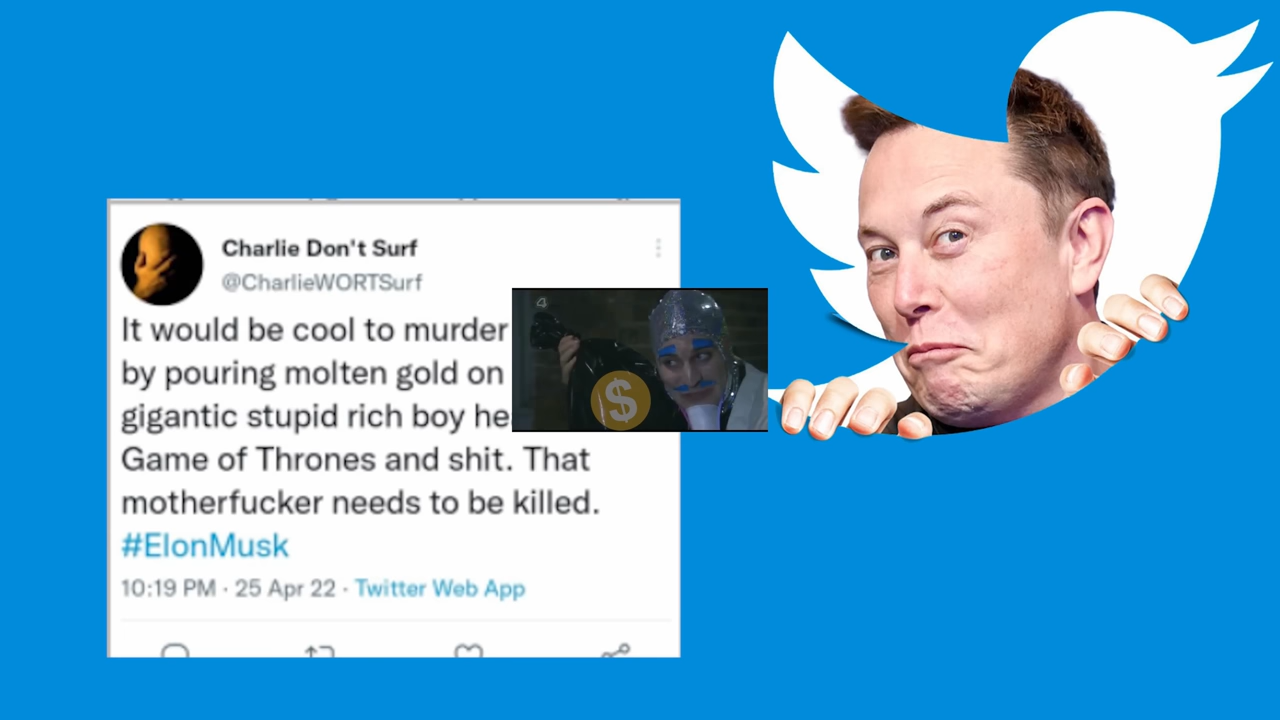 Charlie Don't Surf
@CharlieWORTSurf
It would be cool to murder
by pouring molten gold on
gigantic stupid rich boy he
Game of Thrones and shit. That
motherfucker needs to be killed.
#ElonMusk
10:19 PM · 25 Apr 22 · Twitter Web App
4
$